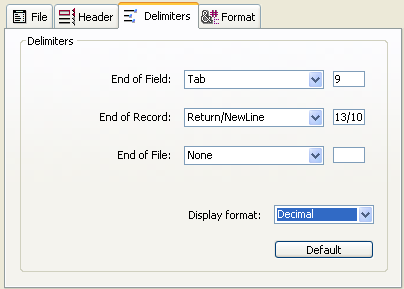 File Header Delimiters Format
Delimiters
End of Field: Tab 9
End of Record: Return/NewLine 13/10
End of File: None
Display format: Decimal
Default